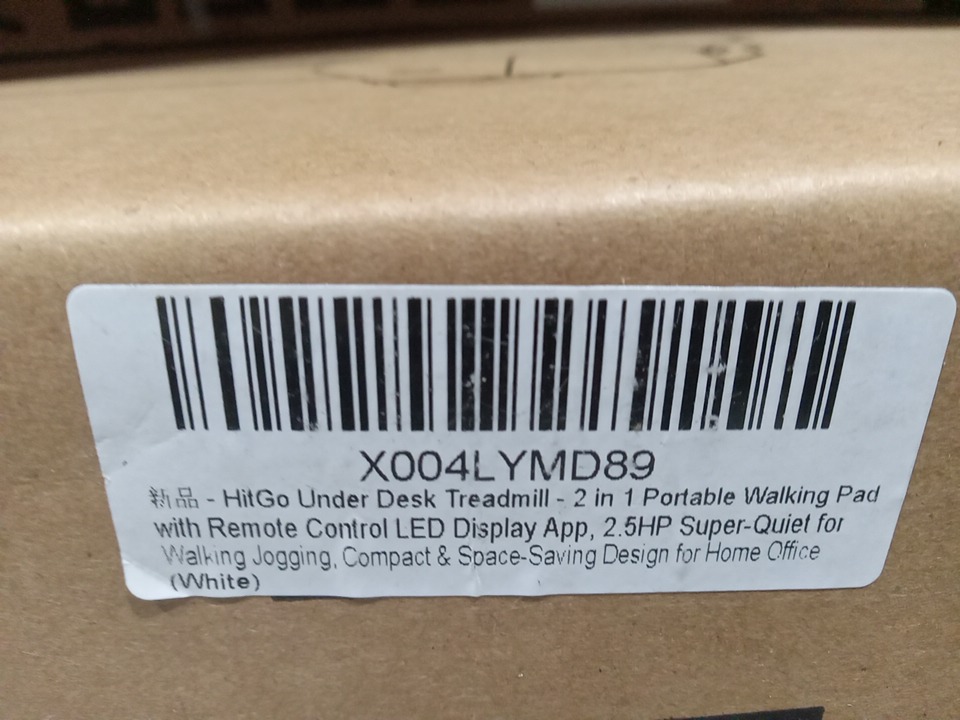 X004LYMD89
新品 - HitGo Under Desk Treadmill - 2 in 1 Portable Walking Pad
with Remote Control LED Display App, 2.5HP Super-Quiet for
Walking Jogging, Compact & Space-Saving Design for Home Office
(White)